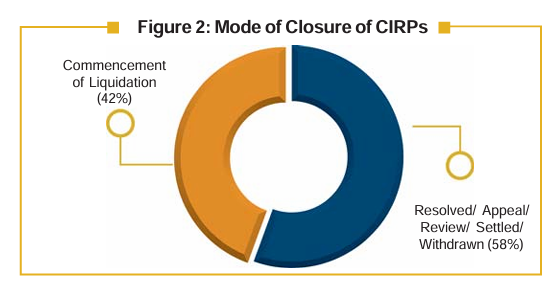 Figure 2: Mode of Closure of CIRPs
Commencement
of Liquidation
(42%)
Resolved/ Appeal/
Review/ Settled/
Withdrawn (58%)